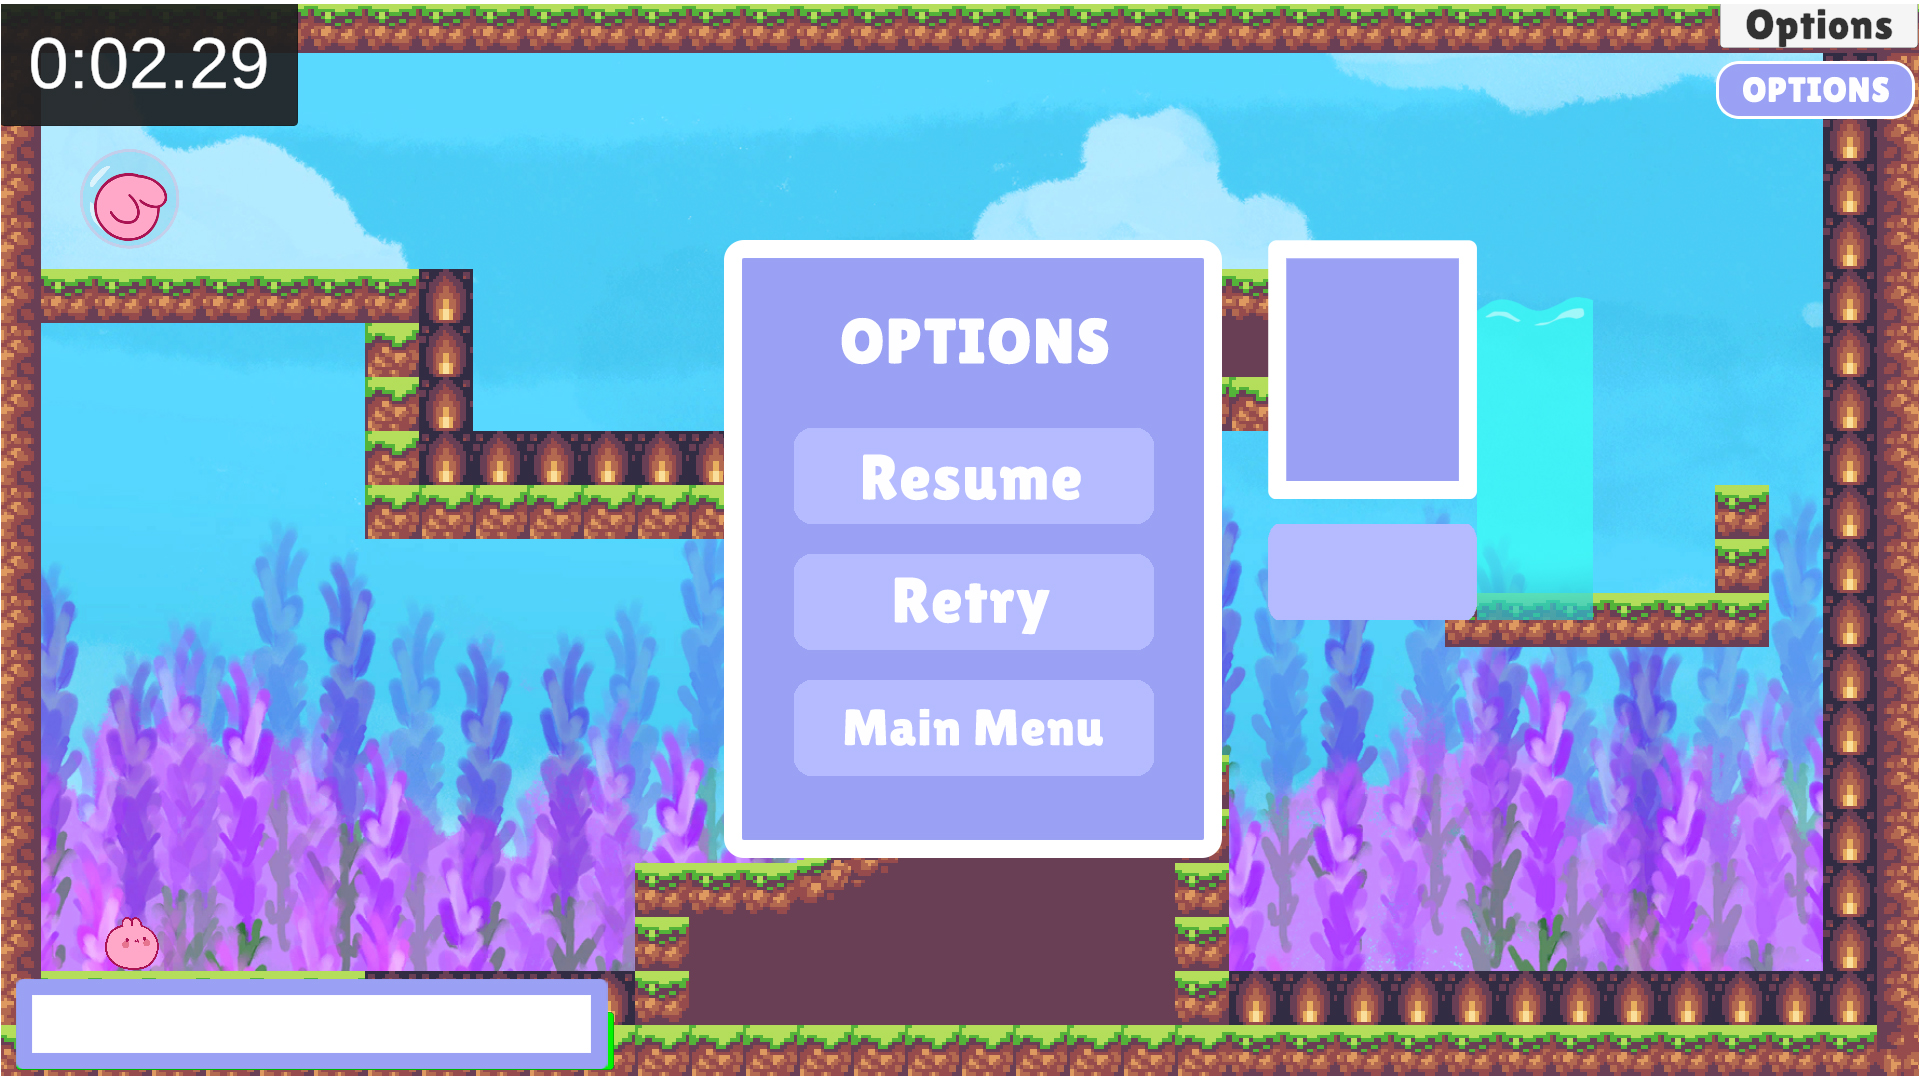 0:02.29
Options
OPTIONS
OPTIONS
Resume
Retry
Main Menu